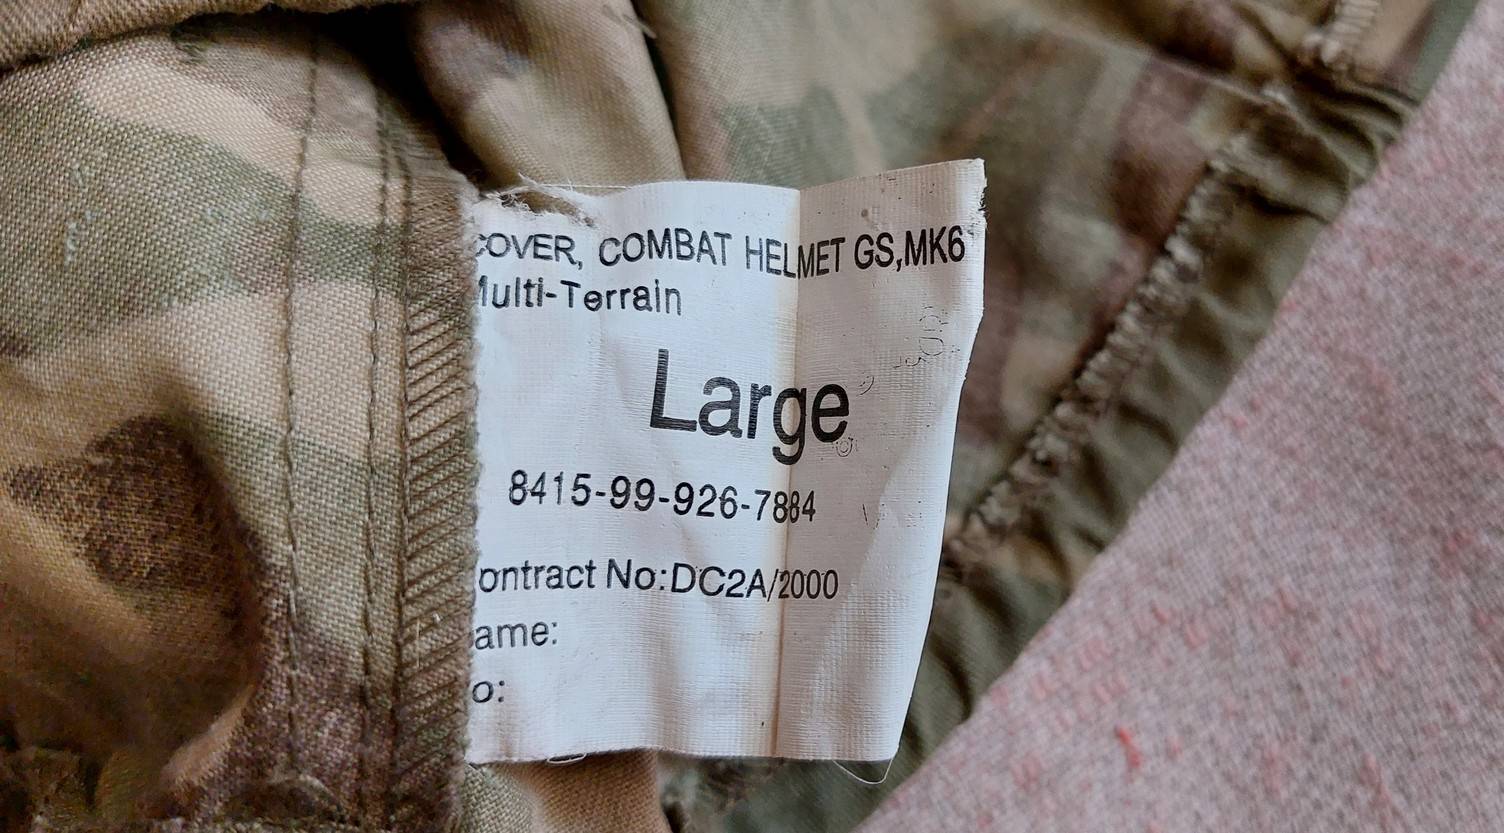 COVER, COMBAT HELMET GS,MK6
Multi-Terrain
Large
8415-99-926-7884
ontract No:DC2A/2000
ame:
o: